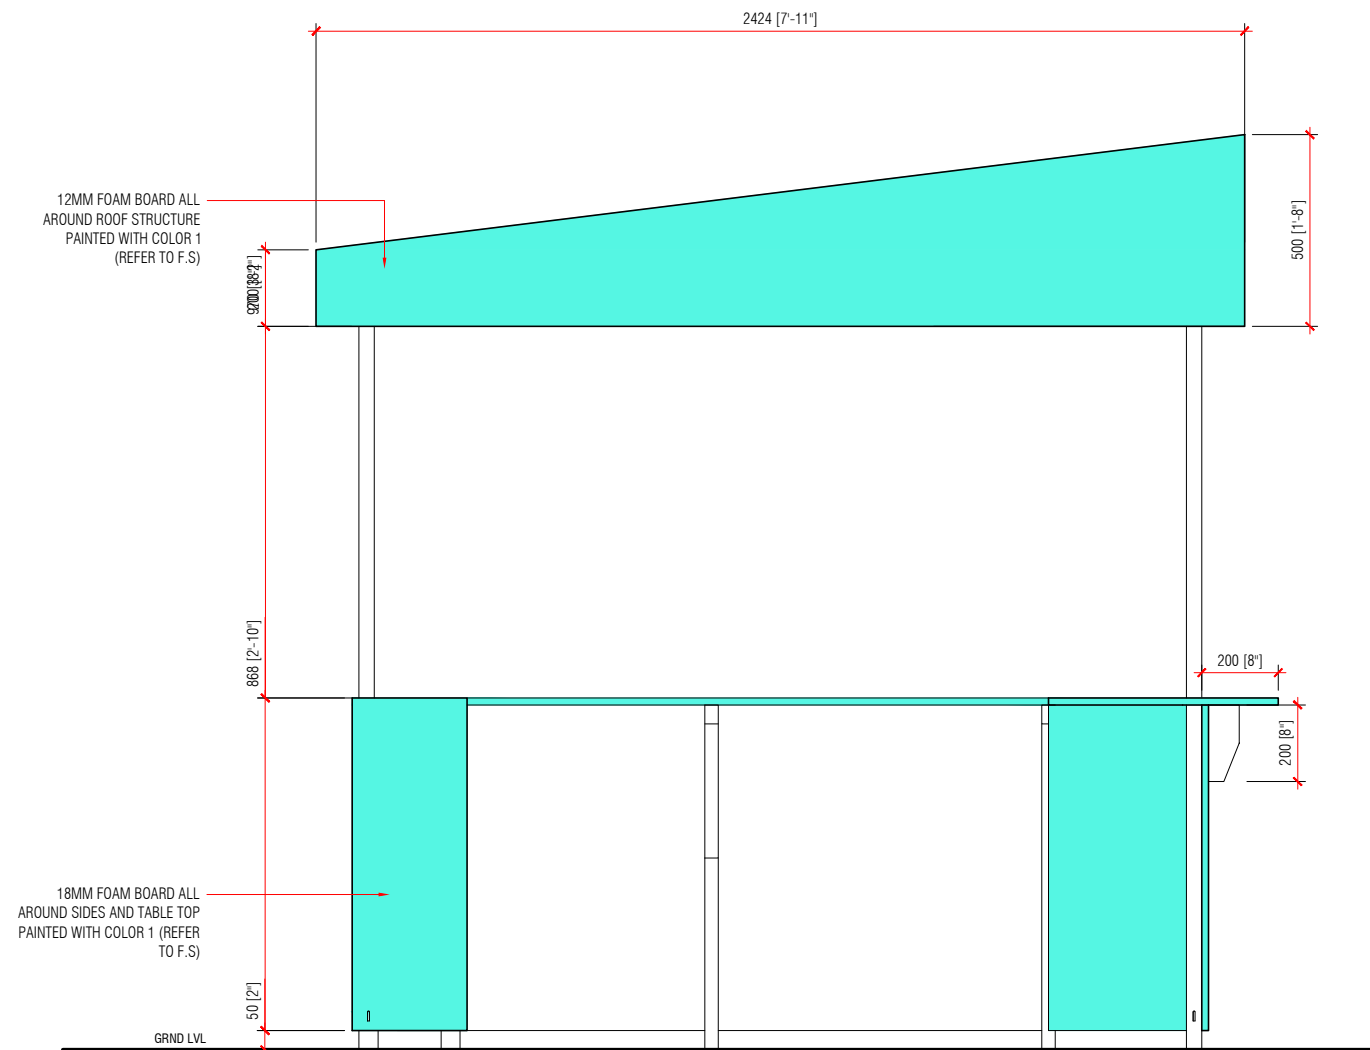 2424 [7'-11"]
12MM FOAM BOARD ALL
AROUND ROOF STRUCTURE
PAINTED WITH COLOR 1
(REFER TO F.S)
500 [1'-8"]
868 [2'-10"]
200 [8"]
200 [8"]
18MM FOAM BOARD ALL
AROUND SIDES AND TABLE TOP
PAINTED WITH COLOR 1 (REFER
TO F.S)
50 [2"]
GRND LVL